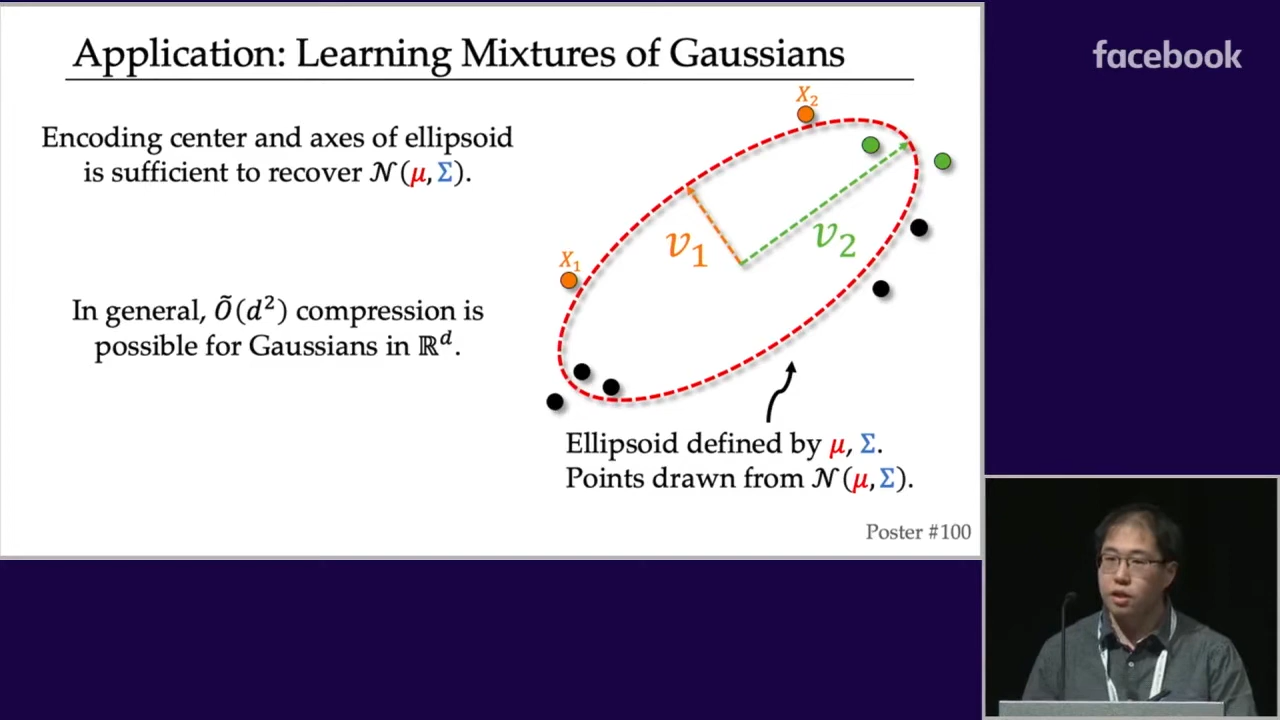 Application: Learning Mixtures of Gaussians
facebook
Encoding center and axes of ellipsoid
is sufficient to recover 𝒩(μ, Σ).
In general, Õ(d²) compression is
possible for Gaussians in ℝᵈ.
X₂
X₁
v₁
v₂
Ellipsoid defined by μ, Σ.
Points drawn from 𝒩(μ, Σ).
Poster #100